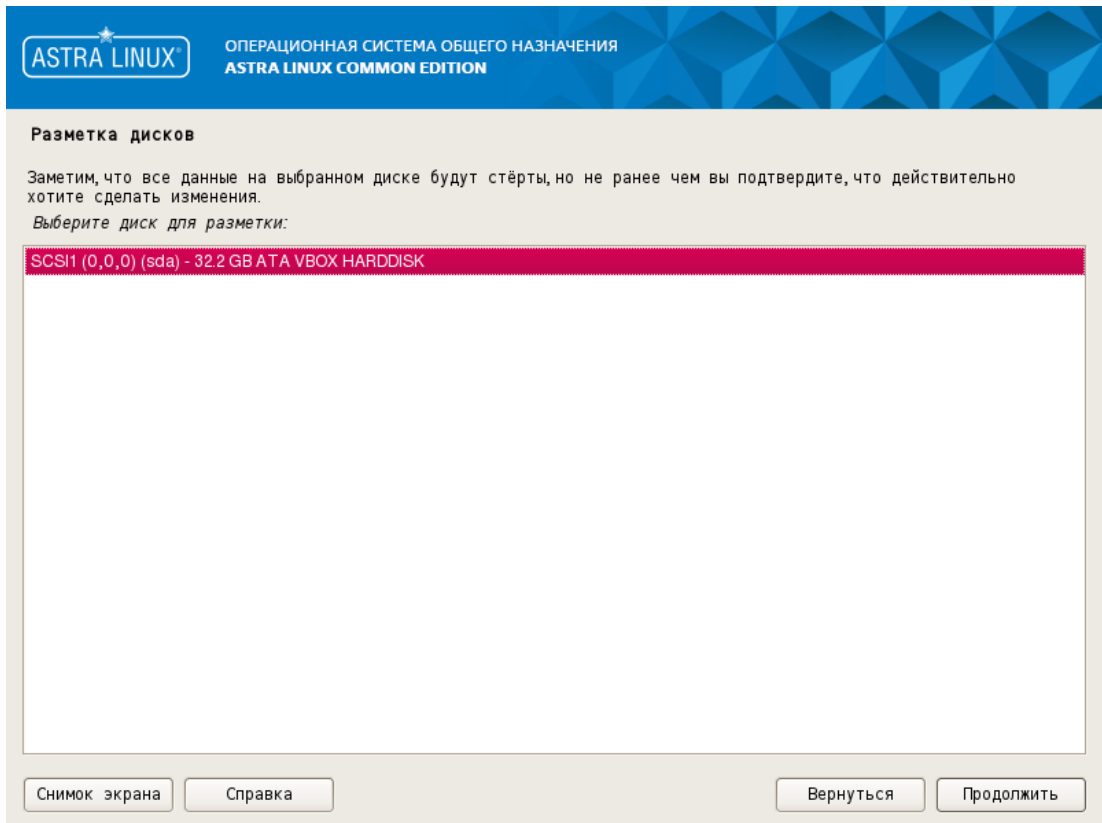 ASTRA LINUX®
ОПЕРАЦИОННАЯ СИСТЕМА ОБЩЕГО НАЗНАЧЕНИЯ
ASTRA LINUX COMMON EDITION
Разметка дисков
Заметим, что все данные на выбранном диске будут стёрты, но не ранее чем вы подтвердите, что действительно
хотите сделать изменения.
Выберите диск для разметки:
SCSI1 (0,0,0) (sda) - 32.2 GB ATA VBOX HARDDISK
Снимок экрана
Справка
Вернуться
Продолжить